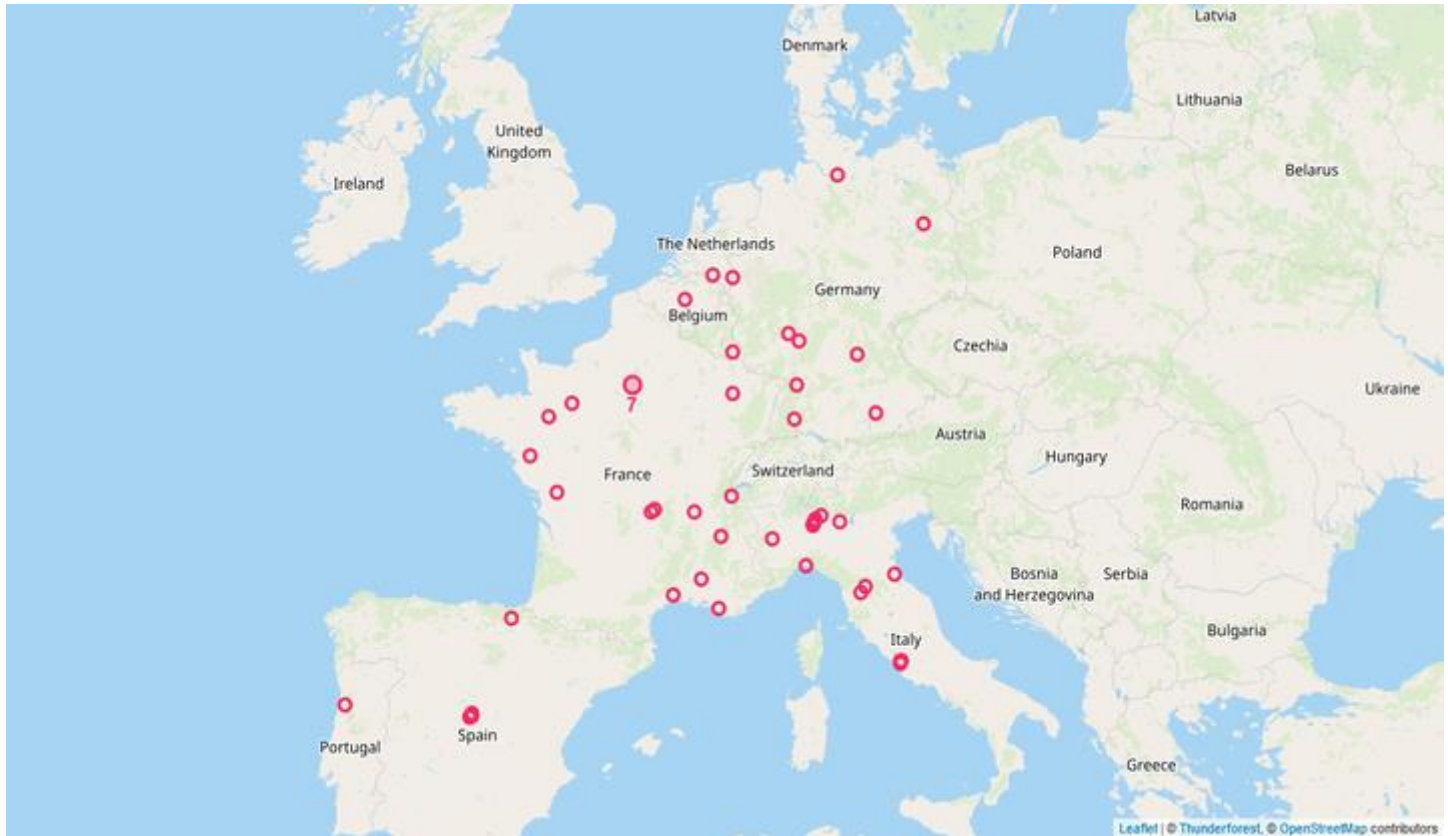 Latvia
Denmark
Lithuania
United
Kingdom
Belarus
Ireland
The Netherlands
Poland
Germany
Belgium
Czechia
Ukraine
7
Austria
Hungary
Switzerland
France
Romania
Bosnia
and Herzegovina
Serbia
Bulgaria
Italy
Spain
Portugal
Greece
Leaflet | © Thunderforest, © OpenStreetMap contributors